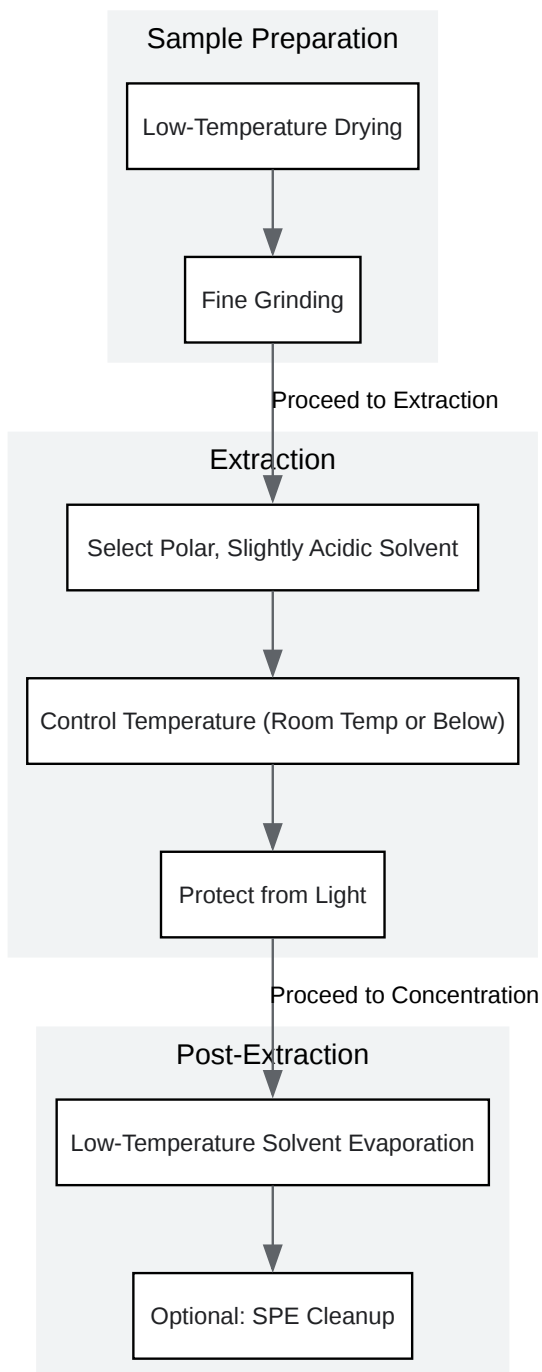 Sample Preparation
Low-Temperature Drying
Fine Grinding
Proceed to Extraction
Extraction
Select Polar, Slightly Acidic Solvent
Control Temperature (Room Temp or Below)
Protect from Light
Proceed to Concentration
Post-Extraction
Low-Temperature Solvent Evaporation
Optional: SPE Cleanup